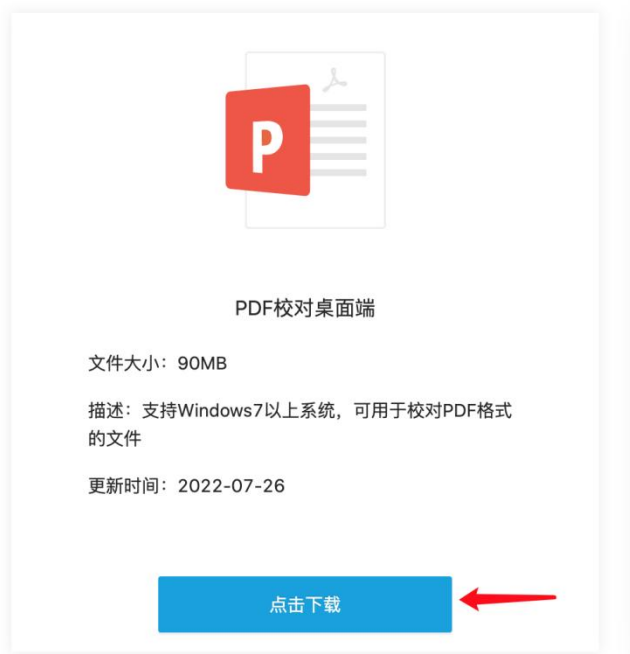 P
PDF校对桌面端
文件大小：90MB
描述：支持Windows7以上系统，可用于校对PDF格式
的文件
更新时间：2022-07-26
点击下载